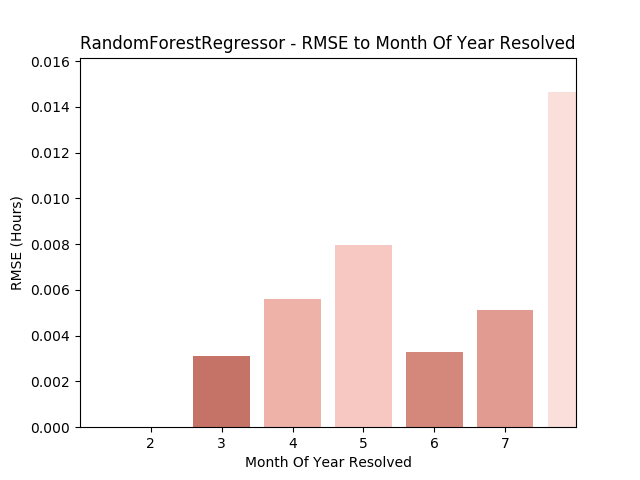 RandomForestRegressor - RMSE to Month Of Year Resolved
0.016
0.014
0.012
0.010
0.008
0.006
0.004
0.002
0.000
RMSE (Hours)
2 3 4 5 6 7
Month Of Year Resolved